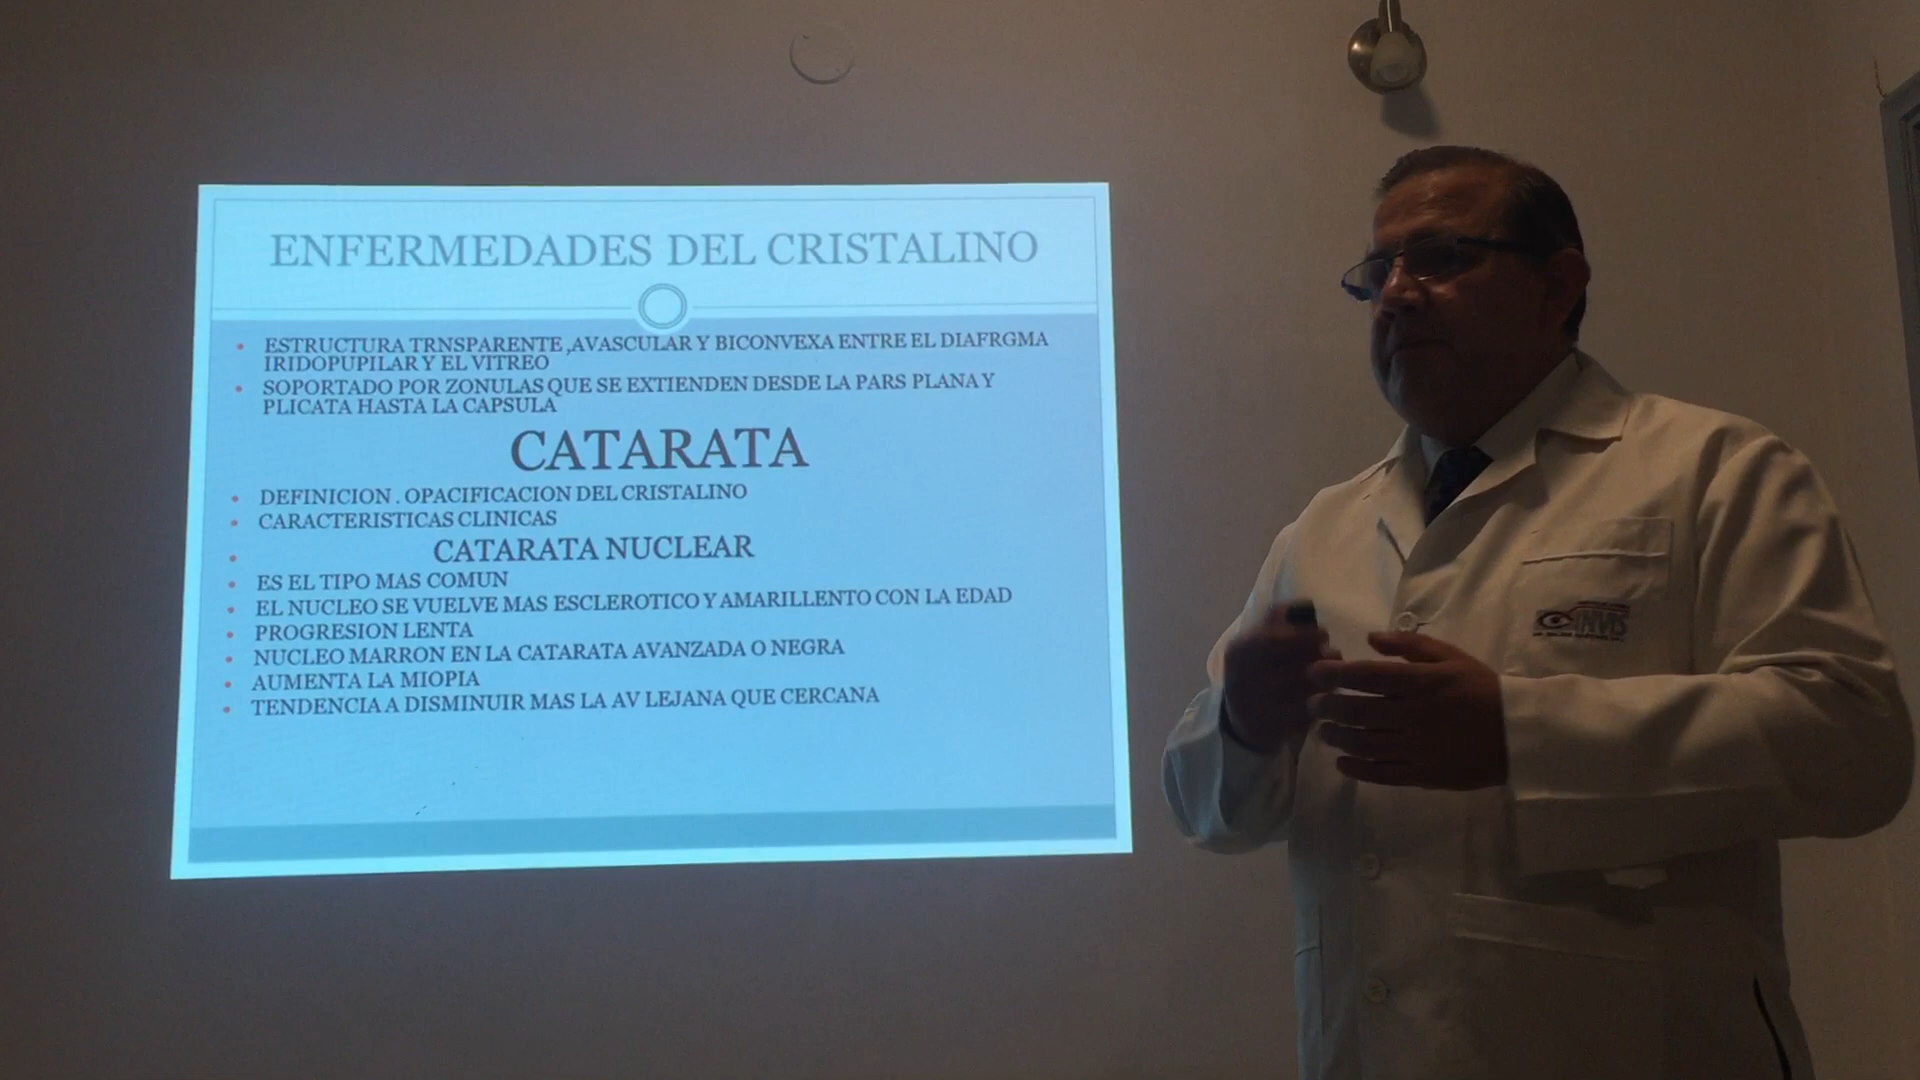 ENFERMEDADES DEL CRISTALINO
• ESTRUCTURA TRNSPARENTE ,AVASCULAR Y BICONVEXA ENTRE EL DIAFRGMA
IRIDOPUPILAR Y EL VITREO
• SOPORTADO POR ZONULAS QUE SE EXTIENDEN DESDE LA PARS PLANA Y
PLICATA HASTA LA CAPSULA
CATARATA
• DEFINICION . OPACIFICACION DEL CRISTALINO
• CARACTERISTICAS CLINICAS
• CATARATA NUCLEAR
• ES EL TIPO MAS COMUN
• EL NUCLEO SE VUELVE MAS ESCLEROTICO Y AMARILLENTO CON LA EDAD
• PROGRESION LENTA
• NUCLEO MARRON EN LA CATARATA AVANZADA O NEGRA
• AUMENTA LA MIOPIA
• TENDENCIA A DISMINUIR MAS LA AV LEJANA QUE CERCANA
INVIS